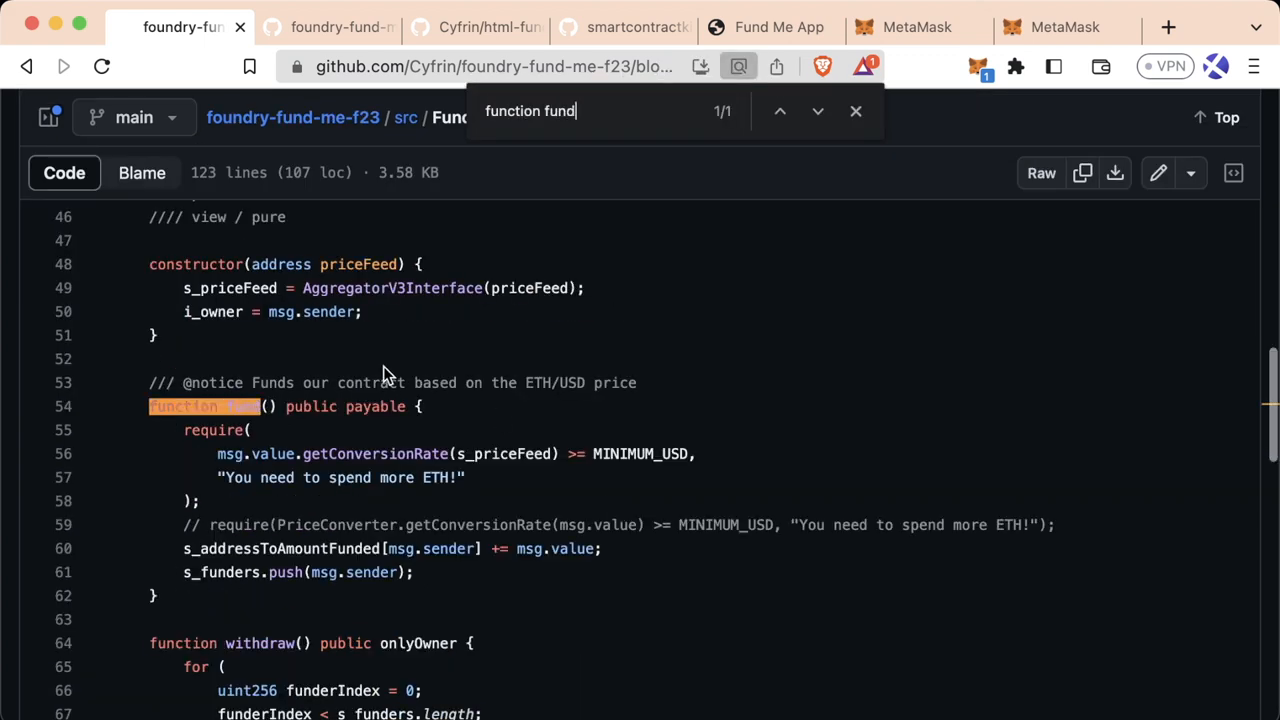 foundry-fun
foundry-fund-m
Cyfrin/html-fun
smartcontractk
Fund Me App
MetaMask
MetaMask
github.com/Cyfrin/foundry-fund-me-f23/blo...
1
VPN
1
function fund
1/1
main
foundry-fund-me-f23 / src / Fund
Top
Code
Blame
123 lines (107 loc) · 3.58 KB
Raw
46 //// view / pure
47
48 constructor(address priceFeed) {
49 s_priceFeed = AggregatorV3Interface(priceFeed);
50 i_owner = msg.sender;
51 }
52
53 /// @notice Funds our contract based on the ETH/USD price
54 function fund() public payable {
55 require(
56 msg.value.getConversionRate(s_priceFeed) >= MINIMUM_USD,
57 "You need to spend more ETH!"
58 );
59 // require(PriceConverter.getConversionRate(msg.value) >= MINIMUM_USD, "You need to spend more ETH!");
60 s_addressToAmountFunded[msg.sender] += msg.value;
61 s_funders.push(msg.sender);
62 }
63
64 function withdraw() public onlyOwner {
65 for (
66 uint256 funderIndex = 0;
67 funderIndex < s_funders.length;